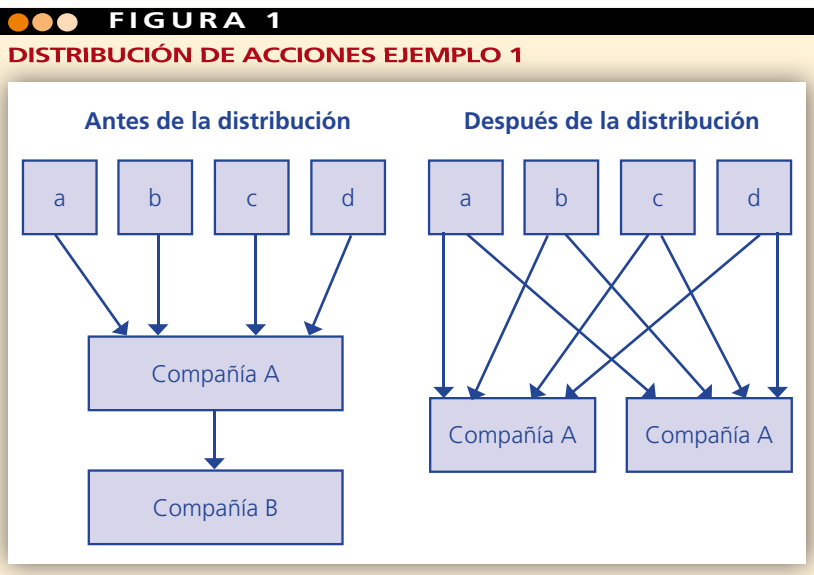 FIGURA 1
DISTRIBUCIÓN DE ACCIONES EJEMPLO 1
Antes de la distribución
a b c d
Compañía A
Compañía B
Después de la distribución
a b c d
Compañía A Compañía A